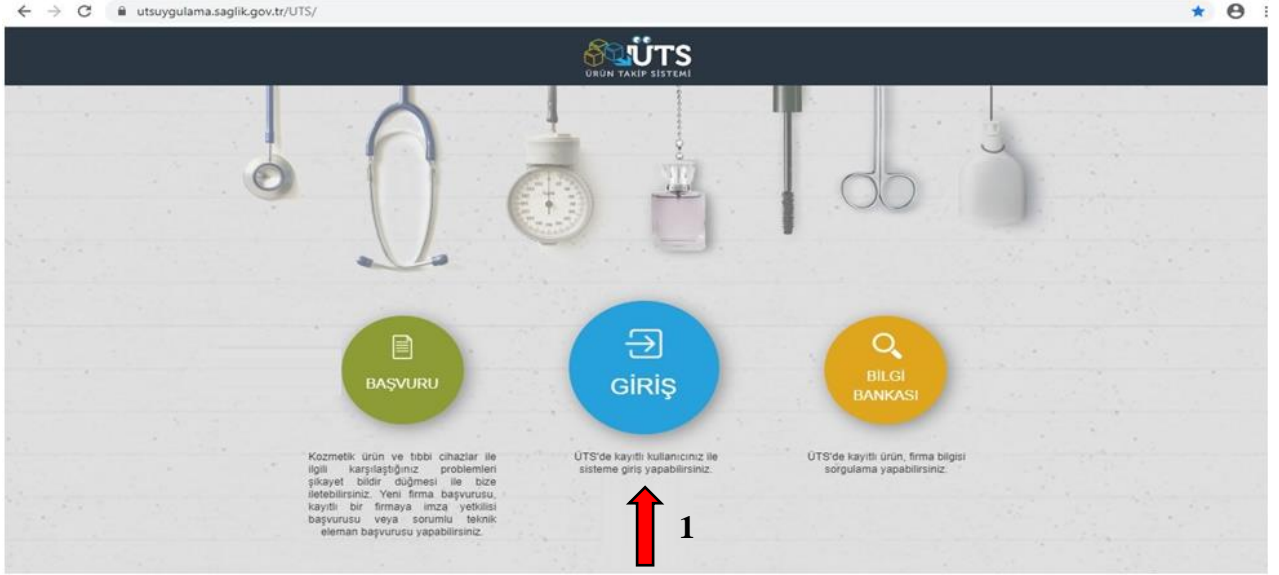 utsuygulama.saglik.gov.tr/UTS/
ÜTS
ÜRÜN TAKİP SİSTEMİ
BAŞVURU
GİRİŞ
BİLGİ
BANKASI
Kozmetik ürün ve tıbbi cihazlar ile
ilgili karşılaştığınız problemleri
şikayet bildir düğmesi ile bize
iletebilirsiniz. Yeni firma başvurusu,
kayıtlı bir firmaya imza yetkilisi
başvurusu veya sorumlu teknik
eleman başvurusu yapabilirsiniz.
ÜTS'de kayıtlı kullanıcınız ile
sisteme giriş yapabilirsiniz.
ÜTS'de kayıtlı ürün, firma bilgisi
sorgulama yapabilirsiniz.
1